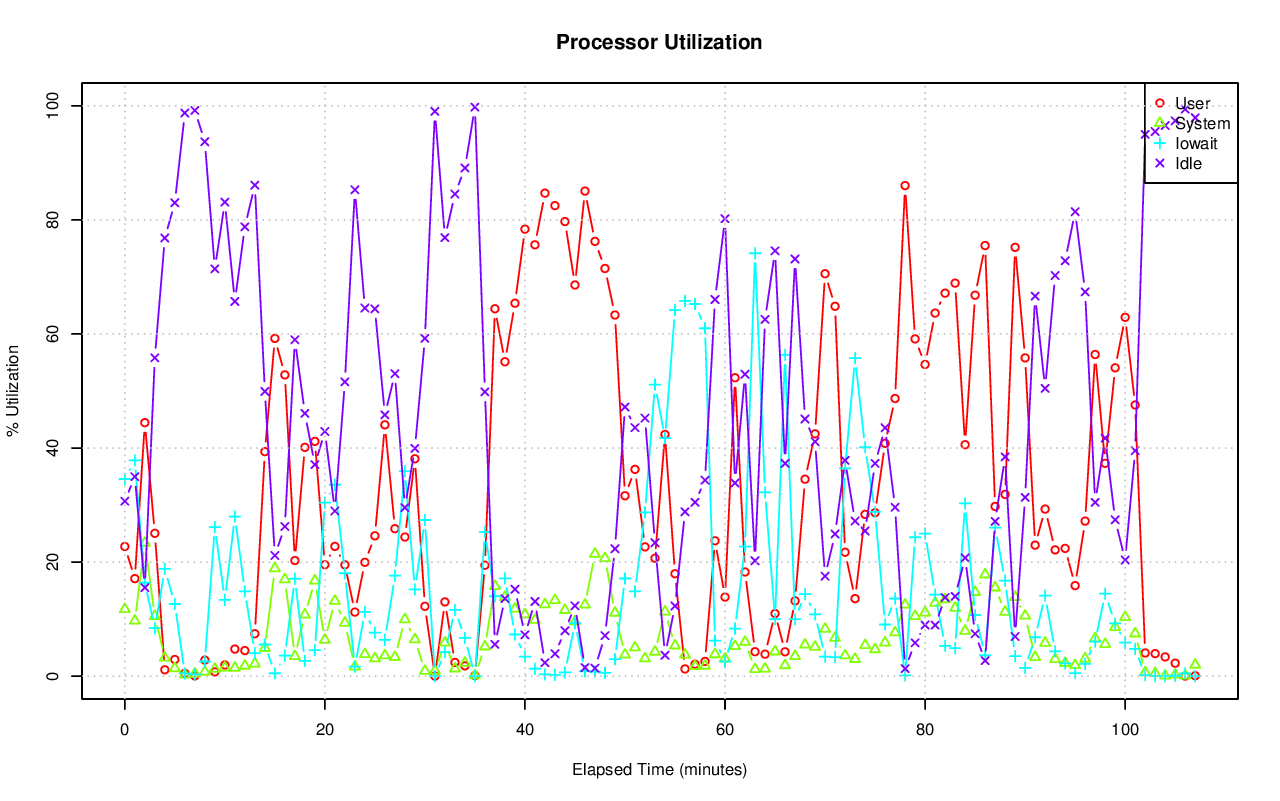 Processor Utilization
% Utilization
100
80
60
40
20
0
User
System
Iowait
Idle
0 20 40 60 80 100
Elapsed Time (minutes)